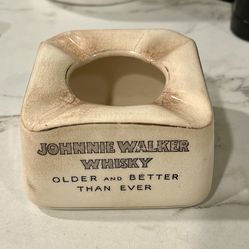 JOHNNIE WALKER
WHISKY
OLDER AND BETTER
THAN EVER